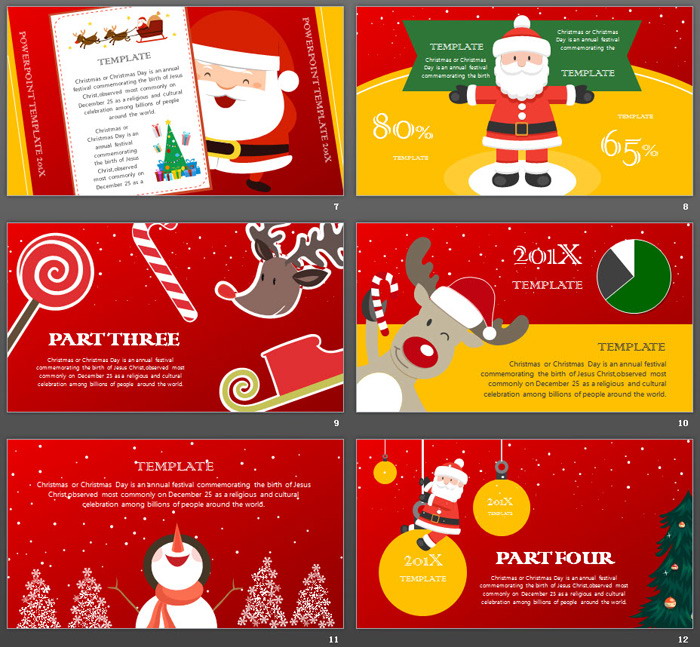 POWERPOINT TEMPLATE 201X
TEMPLATE
Christmas or Christmas
Day is an annual
festival commemorating the birth of Jesus
Christ,observed most commonly on
December 25 as a religious and cultural
celebration among billions of people
around the world.
Christmas or
Christmas Day is an
annual festival
commemorating
the birth of Jesus
Christ,observed
most commonly on
December 25 as a
POWERPOINT TEMPLATE 201X
7
TEMPLATE
Christmas or Christmas
Day is an annual festival
commemorating the birth
Christmas or Christmas
Day is an annual festival
commemorating the
TEMPLATE
80%
TEMPLATE
TEMPLATE
65%
8
PART THREE
Christmas or Christmas Day is an annual festival
commemorating the birth of Jesus Christ,observed most
commonly on December 25 as a religious and cultural
celebration among billions of people around the world.
9
201X
TEMPLATE
TEMPLATE
Christmas or Christmas Day is an annual festival
commemorating the birth of Jesus Christ,observed most
commonly on December 25 as a religious and cultural
celebration among billions of people around the world.
10
TEMPLATE
Christmas or Christmas Day is an annual festival commemorating the birth of Jesus
Christ,observed most commonly on December 25 as a religious and cultural
celebration among billions of people around the world.
11
201X
TEMPLATE
201X
TEMPLATE
PART FOUR
Christmas or Christmas Day is an annual festival
commemorating the birth of Jesus Christ,observed most
commonly on December 25 as a religious and cultural
celebration among billions of people around the world.
12